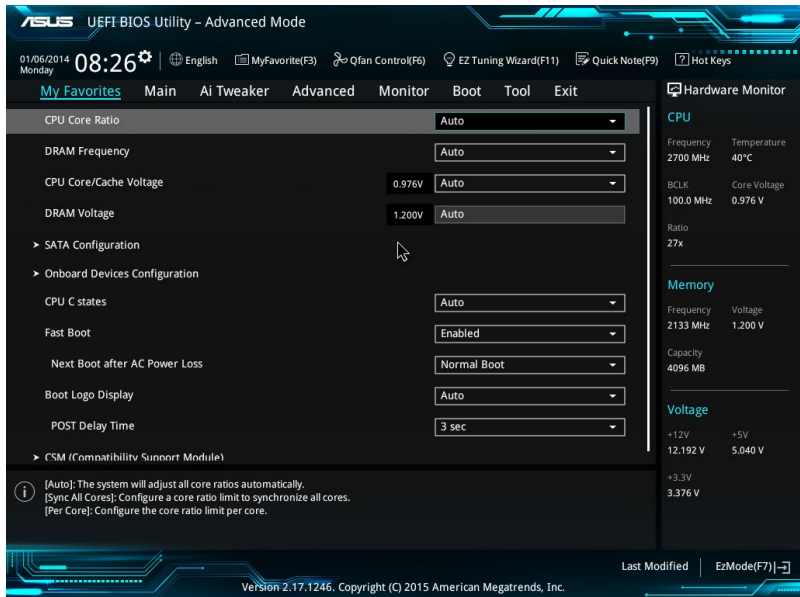 ASUS UEFI BIOS Utility – Advanced Mode
01/06/2014 Monday 08:26 English MyFavorite(F3) Qfan Control(F6) EZ Tuning Wizard(F11) Quick Note(F9) ? Hot Keys
My Favorites Main Ai Tweaker Advanced Monitor Boot Tool Exit
CPU Core Ratio Auto
DRAM Frequency Auto
CPU Core/Cache Voltage 0.976V Auto
DRAM Voltage 1.200V Auto
SATA Configuration
Onboard Devices Configuration
CPU C states Auto
Fast Boot Enabled
Next Boot after AC Power Loss Normal Boot
Boot Logo Display Auto
POST Delay Time 3 sec
CSM (Compatibility Support Module)
[Auto]: The system will adjust all core ratios automatically.
[Sync All Cores]: Configure a core ratio limit to synchronize all cores.
[Per Core]: Configure the core ratio limit per core.
Hardware Monitor
CPU
Frequency Temperature
2700 MHz 40°C
BCLK Core Voltage
100.0 MHz 0.976 V
Ratio
27x
Memory
Frequency Voltage
2133 MHz 1.200 V
Capacity
4096 MB
Voltage
+12V +5V
12.192 V 5.040 V
+3.3V
3.376 V
Last Modified EzMode(F7)
Version 2.17.1246. Copyright (C) 2015 American Megatrends, Inc.